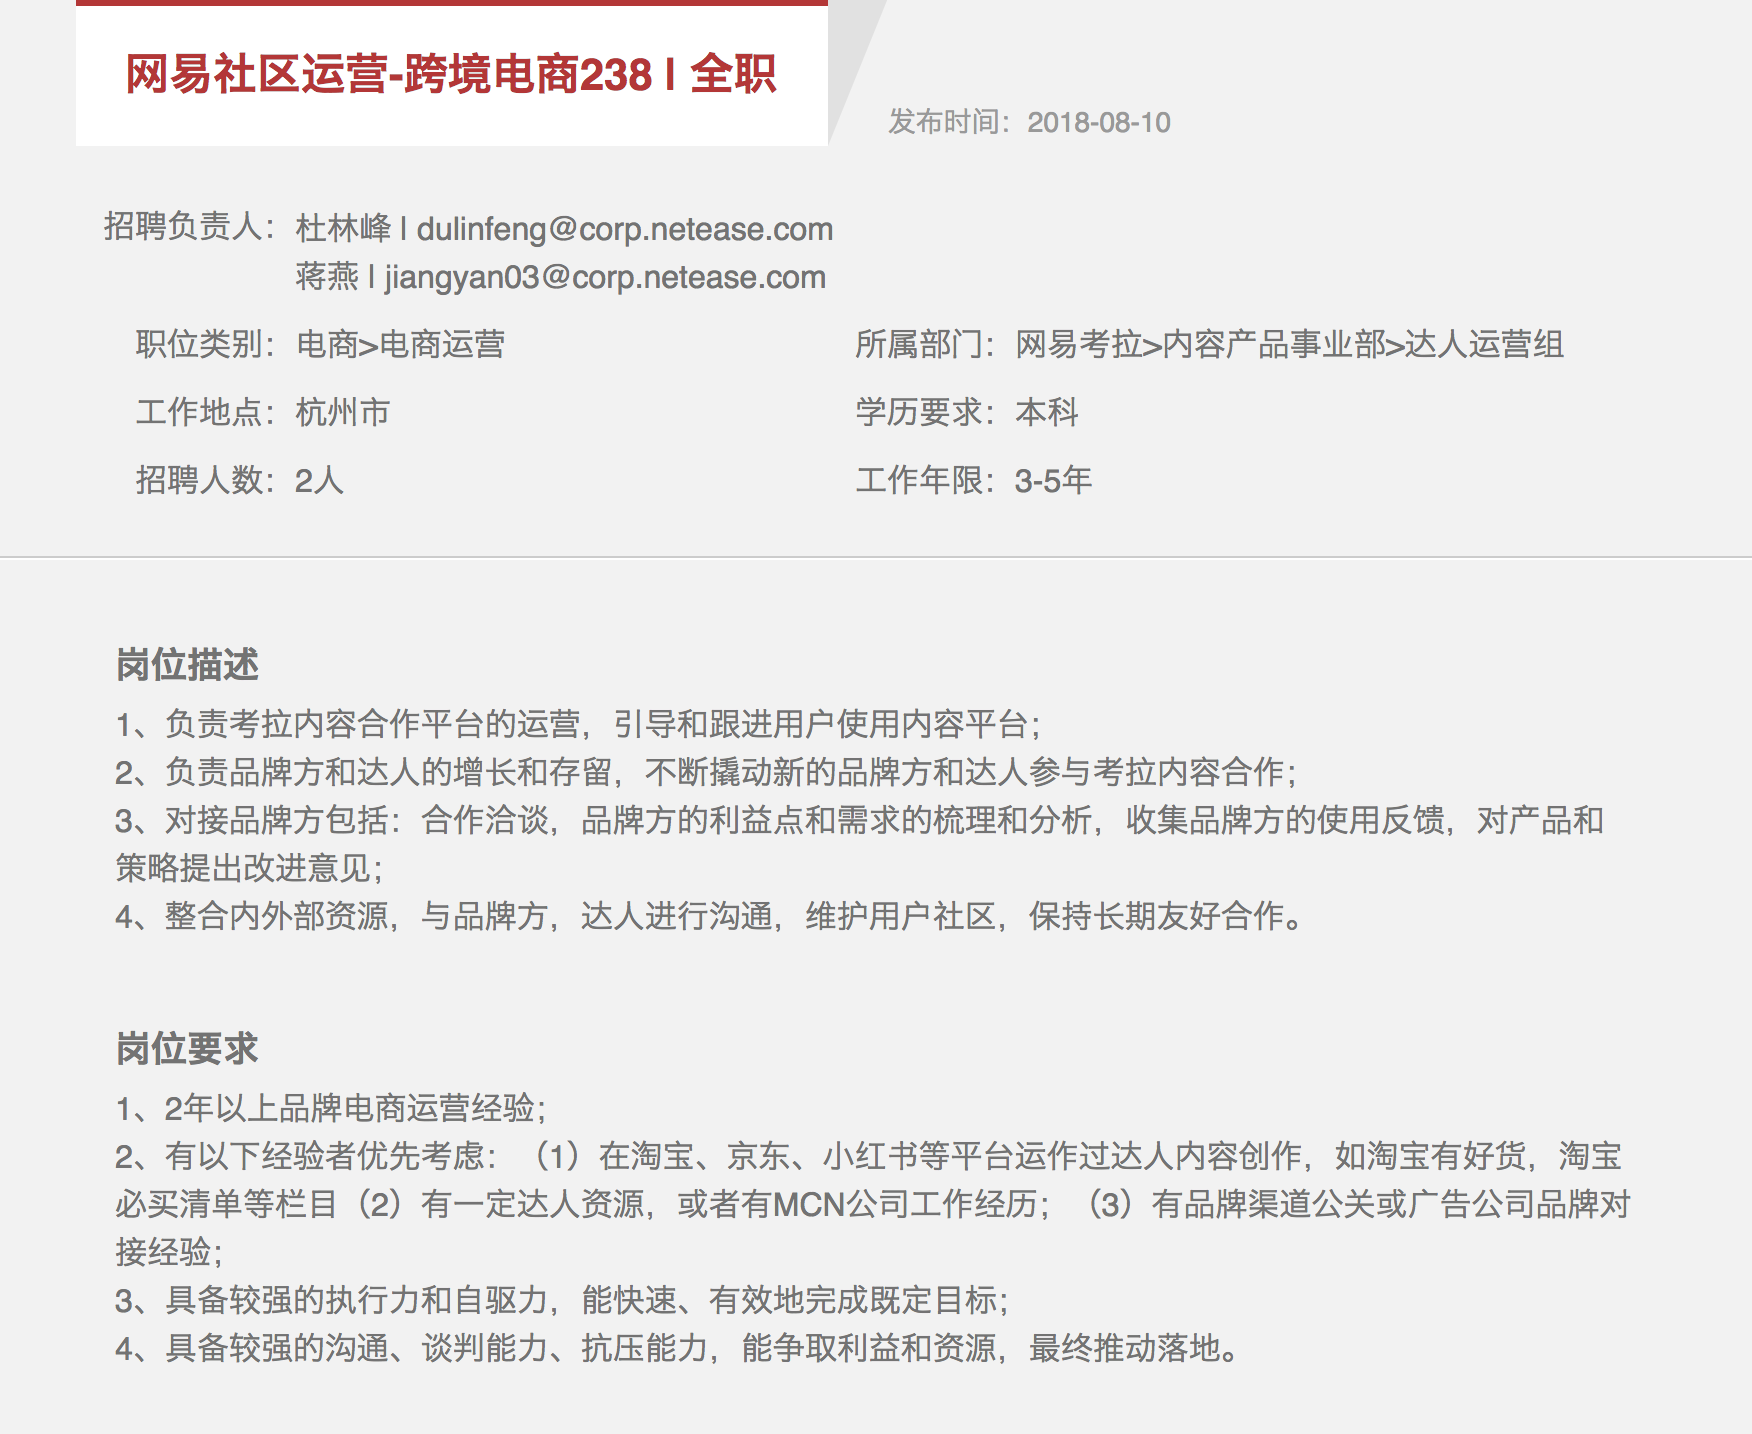 网易社区运营-跨境电商238 | 全职
发布时间：2018-08-10
招聘负责人：杜林峰 | dulinfeng@corp.netease.com
蒋燕 | jiangyan03@corp.netease.com
职位类别：电商>电商运营 所属部门：网易考拉>内容产品事业部>达人运营组
工作地点：杭州市 学历要求：本科
招聘人数：2人 工作年限：3-5年
岗位描述
1、负责考拉内容合作平台的运营，引导和跟进用户使用内容平台；
2、负责品牌方和达人的增长和存留，不断撬动新的品牌方和达人参与考拉内容合作；
3、对接品牌方包括：合作洽谈，品牌方的利益点和需求的梳理和分析，收集品牌方的使用反馈，对产品和
策略提出改进意见；
4、整合内外部资源，与品牌方，达人进行沟通，维护用户社区，保持长期友好合作。
岗位要求
1、2年以上品牌电商运营经验；
2、有以下经验者优先考虑：（1）在淘宝、京东、小红书等平台运作过达人内容创作，如淘宝有好货，淘宝
必买清单等栏目（2）有一定达人资源，或者有MCN公司工作经历；（3）有品牌渠道公关或广告公司品牌对
接经验；
3、具备较强的执行力和自驱力，能快速、有效地完成既定目标；
4、具备较强的沟通、谈判能力、抗压能力，能争取利益和资源，最终推动落地。